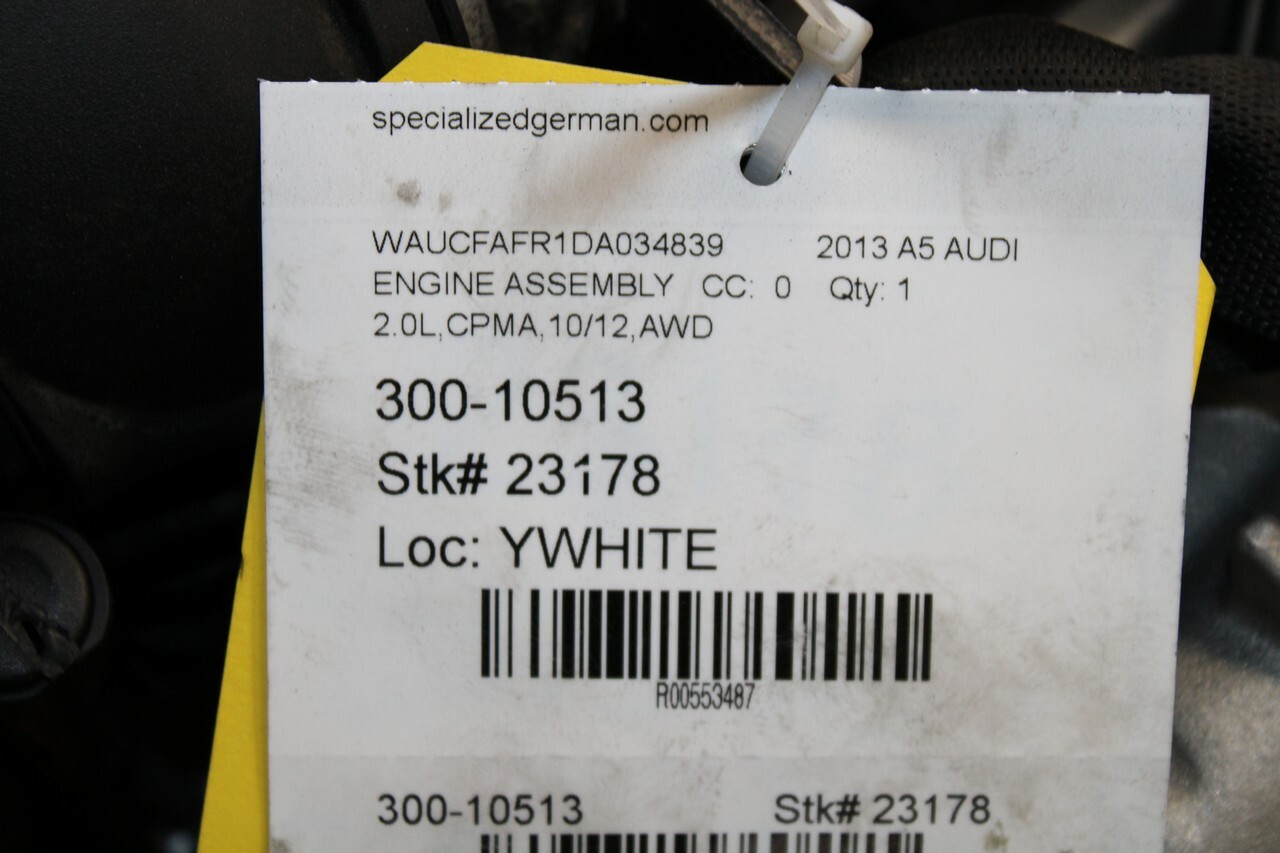 specializedgerman.com
WAUCFAFR1DA034839 2013 A5 AUDI
ENGINE ASSEMBLY CC: 0 Qty: 1
2.0L,CPMA,10/12,AWD
300-10513
Stk# 23178
Loc: YWHITE
R00553487
300-10513 Stk# 23178